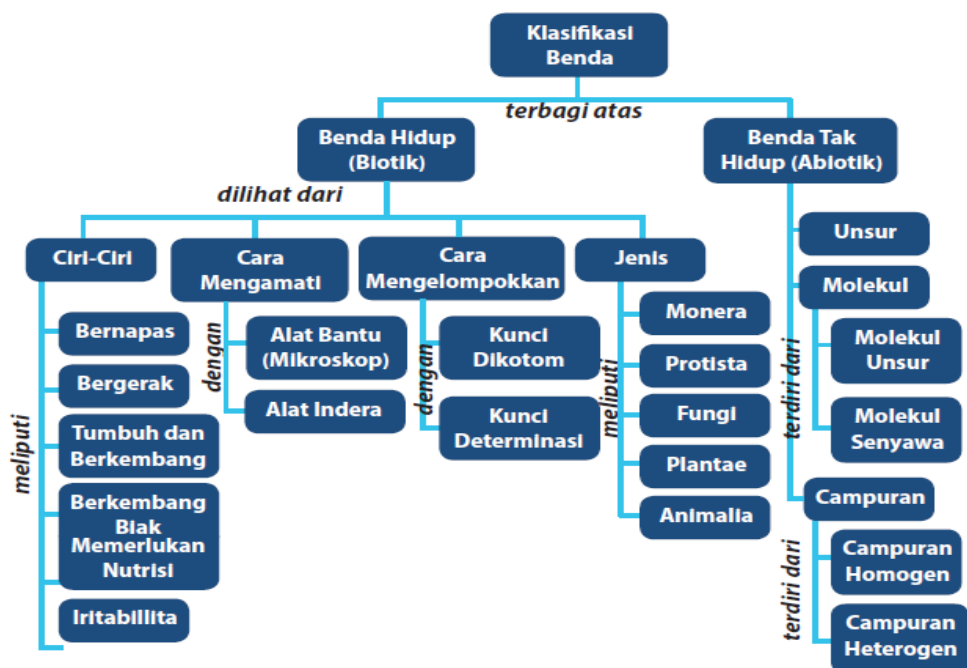 Klasifikasi
Benda
terbagi atas
Benda Hidup
(Biotik)
Benda Tak
Hidup (Abiotik)
dilihat dari
Ciri-Ciri
Cara
Mengamati
Cara
Mengelompokkan
Jenis
meliputi
Bernapas
Bergerak
Tumbuh dan
Berkembang
Berkembang
Biak
Memerlukan
Nutrisi
Iritabillita
dengan
Alat Bantu
(Mikroskop)
Alat Indera
dengan
Kunci
Dikotom
Kunci
Determinasi
meliputi
Monera
Protista
Fungi
Plantae
Animalia
terdiri dari
Unsur
Molekul
Molekul
Unsur
Molekul
Senyawa
Campuran
terdiri dari
Campuran
Homogen
Campuran
Heterogen